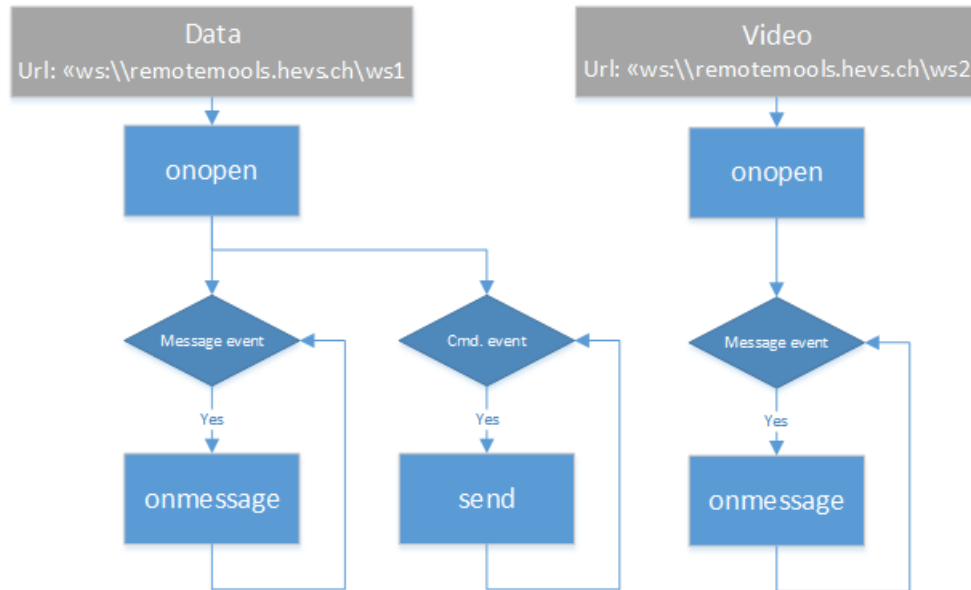 Data
Url: «ws:\\remotemools.hevs.ch\ws1
Video
Url: «ws:\\remotemools.hevs.ch\ws2
onopen
onopen
Message event
Cmd. event
Message event
Yes
Yes
Yes
onmessage
send
onmessage